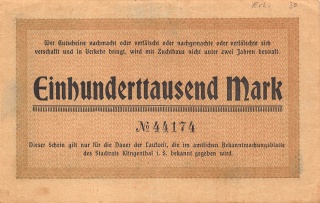 Wer Gutscheine nachmacht oder verfälscht oder nachgemachte oder verfälschte sich
verschafft und in Verkehr bringt, wird mit Zuchthaus nicht unter zwei Jahren bestraft.
Einhunderttausend Mark
№ 44174
Dieser Schein gilt nur für die Dauer der Laufzeit, die im amtlichen Bekanntmachungsblatte
des Stadtrats Klingenthal i. S. bekannt gegeben wird.